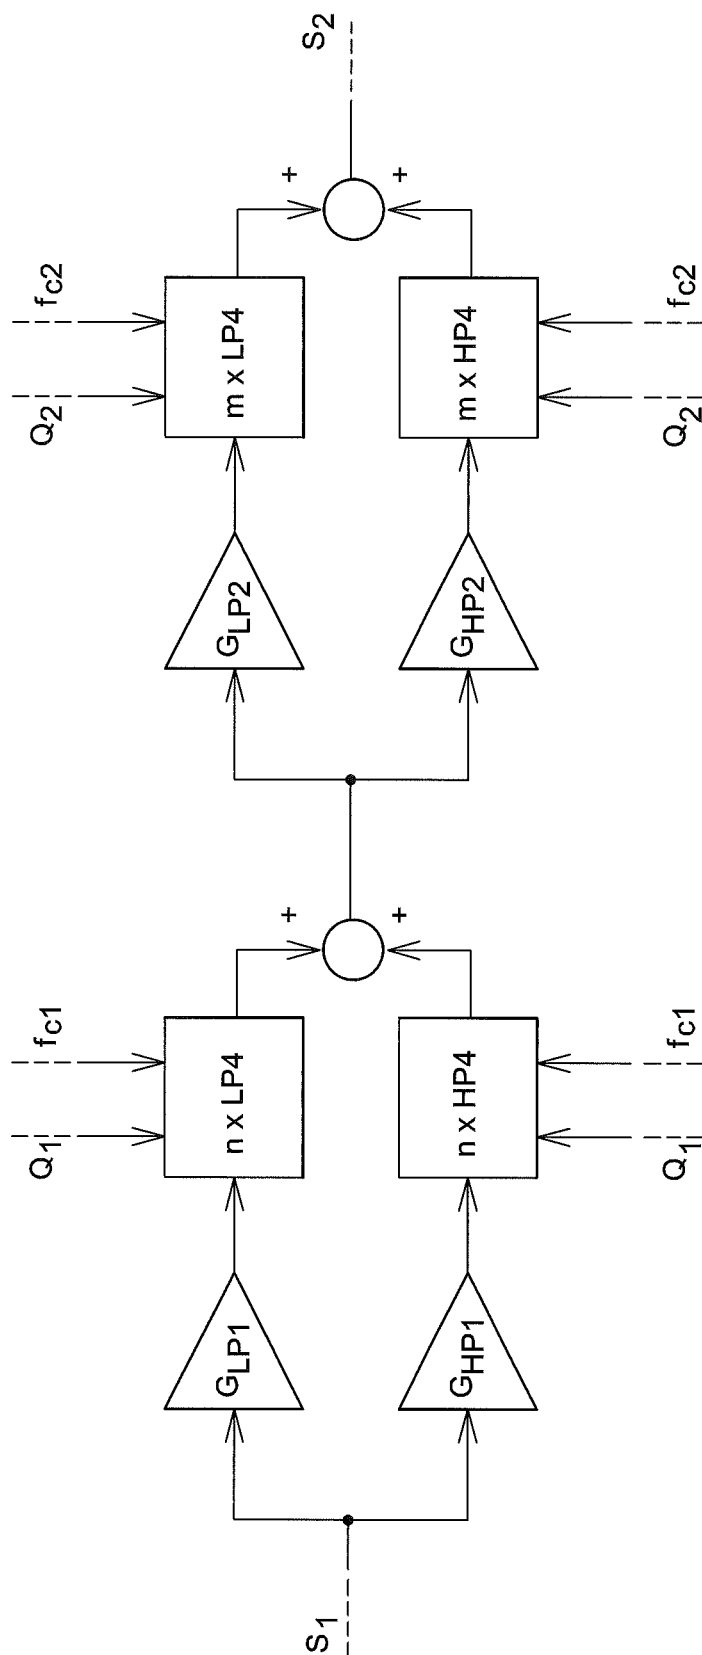 Q1
fc1
Q2
fc2
GLP1
n x LP4
GLP2
m x LP4
S1
+
+
S2
+
+
GHP1
n x HP4
GHP2
m x HP4
Q1
fc1
Q2
fc2